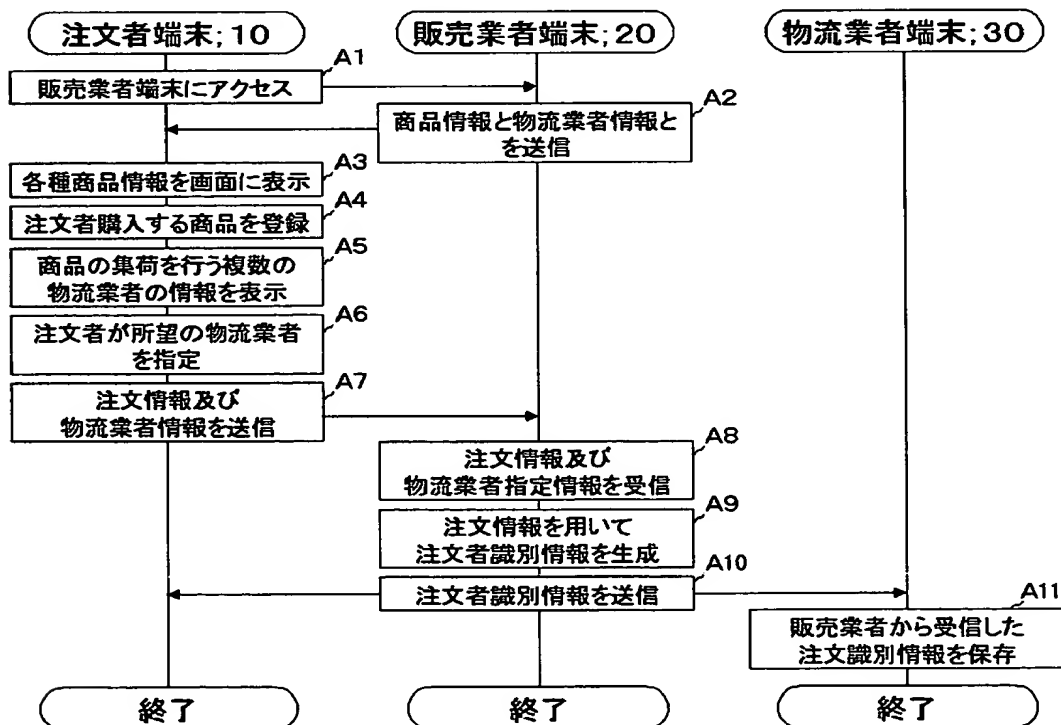 注文者端末;10
販売業者端末;20
物流業者端末;30
A1
販売業者端末にアクセス
A2
商品情報と物流業者情報と
を送信
A3
各種商品情報を画面に表示
A4
注文者購入する商品を登録
A5
商品の集荷を行う複数の
物流業者の情報を表示
A6
注文者が所望の物流業者
を指定
A7
注文情報及び
物流業者情報を送信
A8
注文情報及び
物流業者指定情報を受信
A9
注文情報を用いて
注文者識別情報を生成
A10
注文者識別情報を送信
A11
販売業者から受信した
注文識別情報を保存
終了
終了
終了